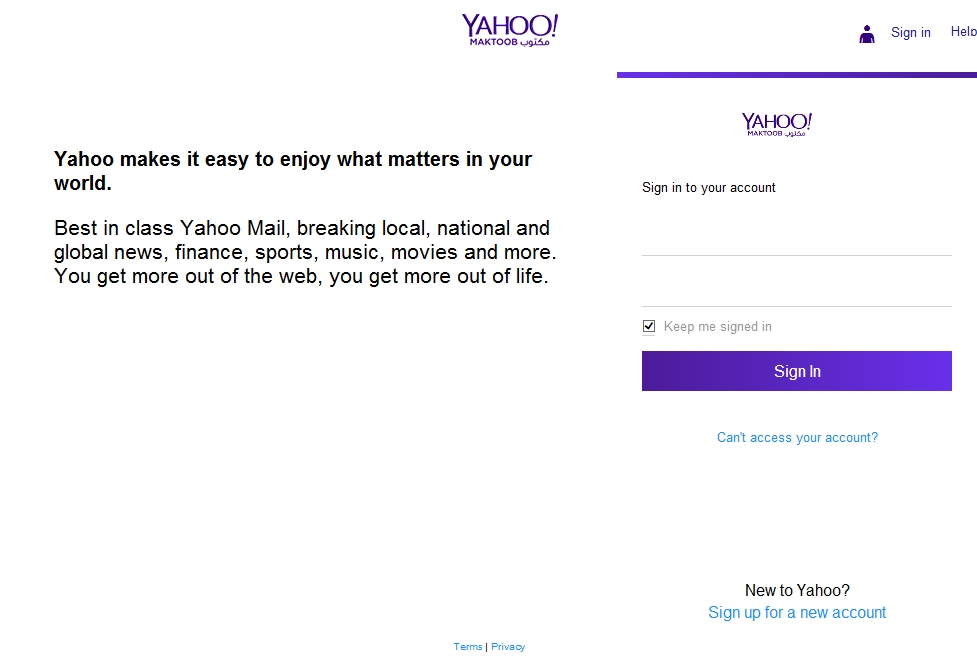 YAHOO!
MAKTOOB مكتوب
Sign in
Help
YAHOO!
MAKTOOB مكتوب
Yahoo makes it easy to enjoy what matters in your
world.
Best in class Yahoo Mail, breaking local, national and
global news, finance, sports, music, movies and more.
You get more out of the web, you get more out of life.
Sign in to your account
Keep me signed in
Sign In
Can't access your account?
New to Yahoo?
Sign up for a new account
Terms | Privacy